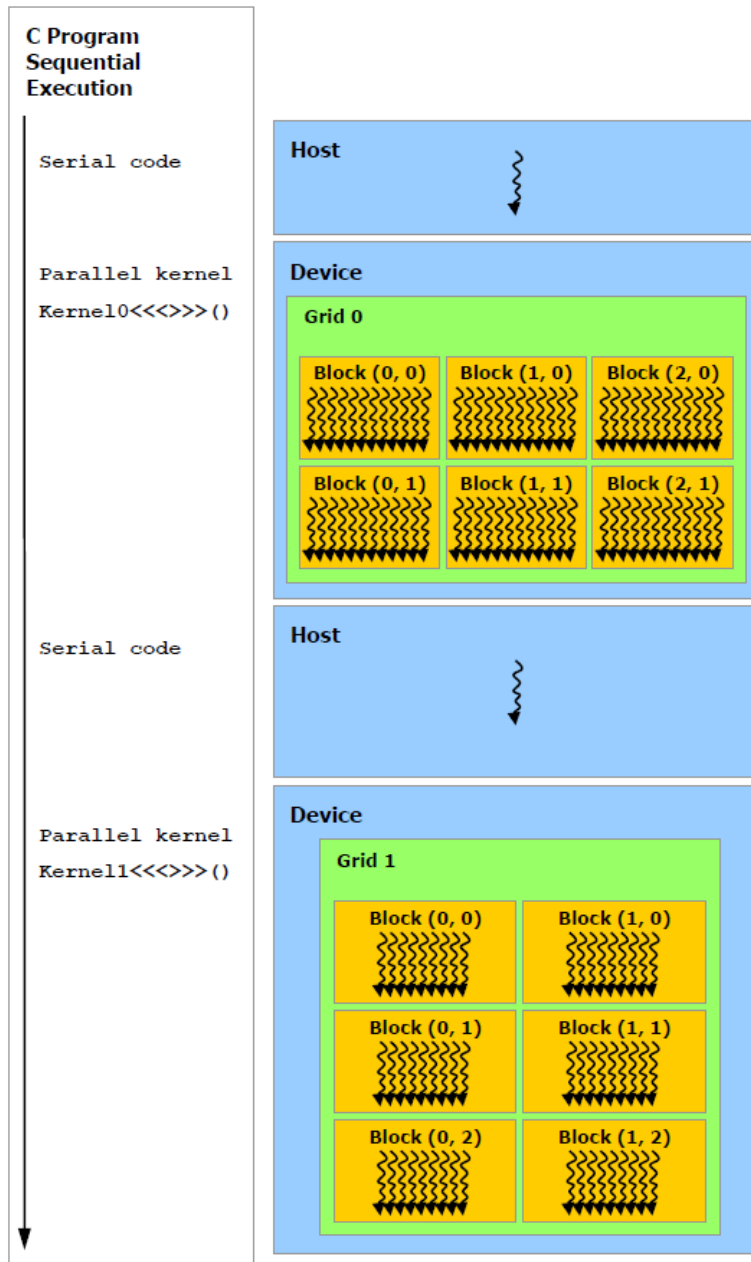 C Program
Sequential
Execution
Serial code
Host
Parallel kernel
Kernel0<<<>>>()
Device
Grid 0
Block (0, 0)
Block (1, 0)
Block (2, 0)
Block (0, 1)
Block (1, 1)
Block (2, 1)
Serial code
Host
Parallel kernel
Kernel1<<<>>>()
Device
Grid 1
Block (0, 0)
Block (1, 0)
Block (0, 1)
Block (1, 1)
Block (0, 2)
Block (1, 2)